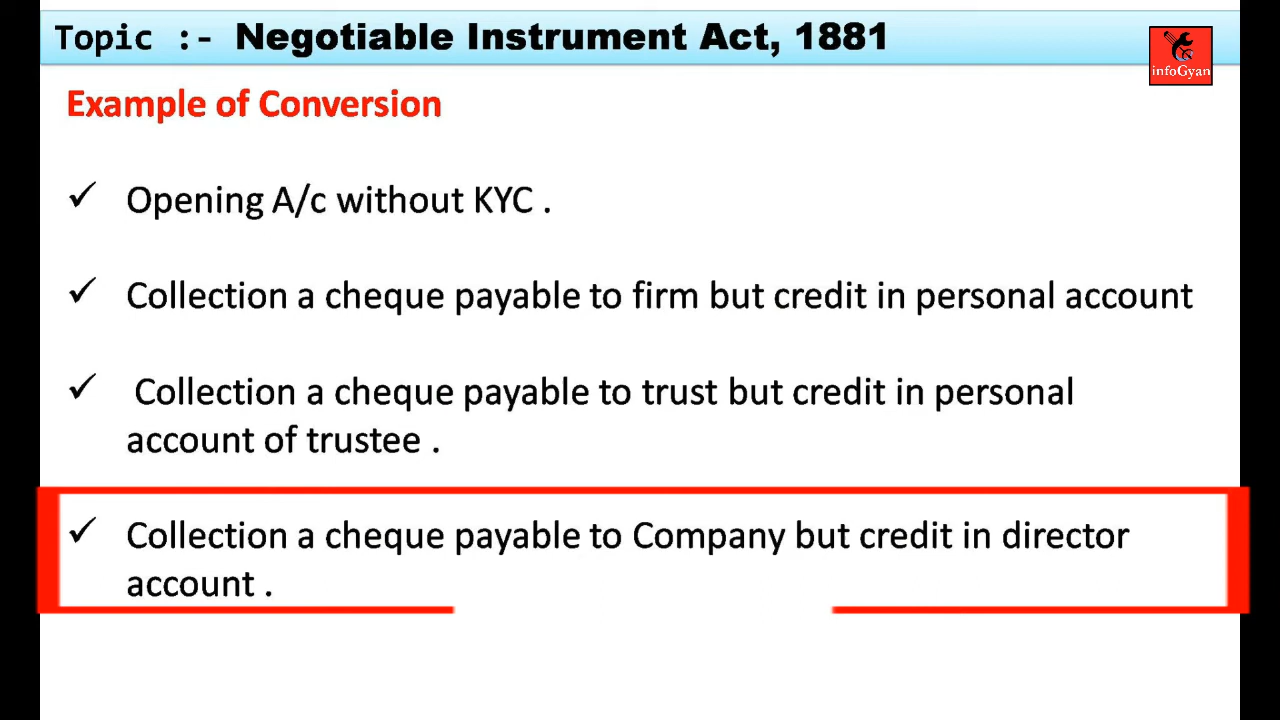 Topic :- Negotiable Instrument Act, 1881
infoGyan
Example of Conversion
✓ Opening A/c without KYC .
✓ Collection a cheque payable to firm but credit in personal account
✓ Collection a cheque payable to trust but credit in personal
account of trustee .
✓ Collection a cheque payable to Company but credit in director
account .